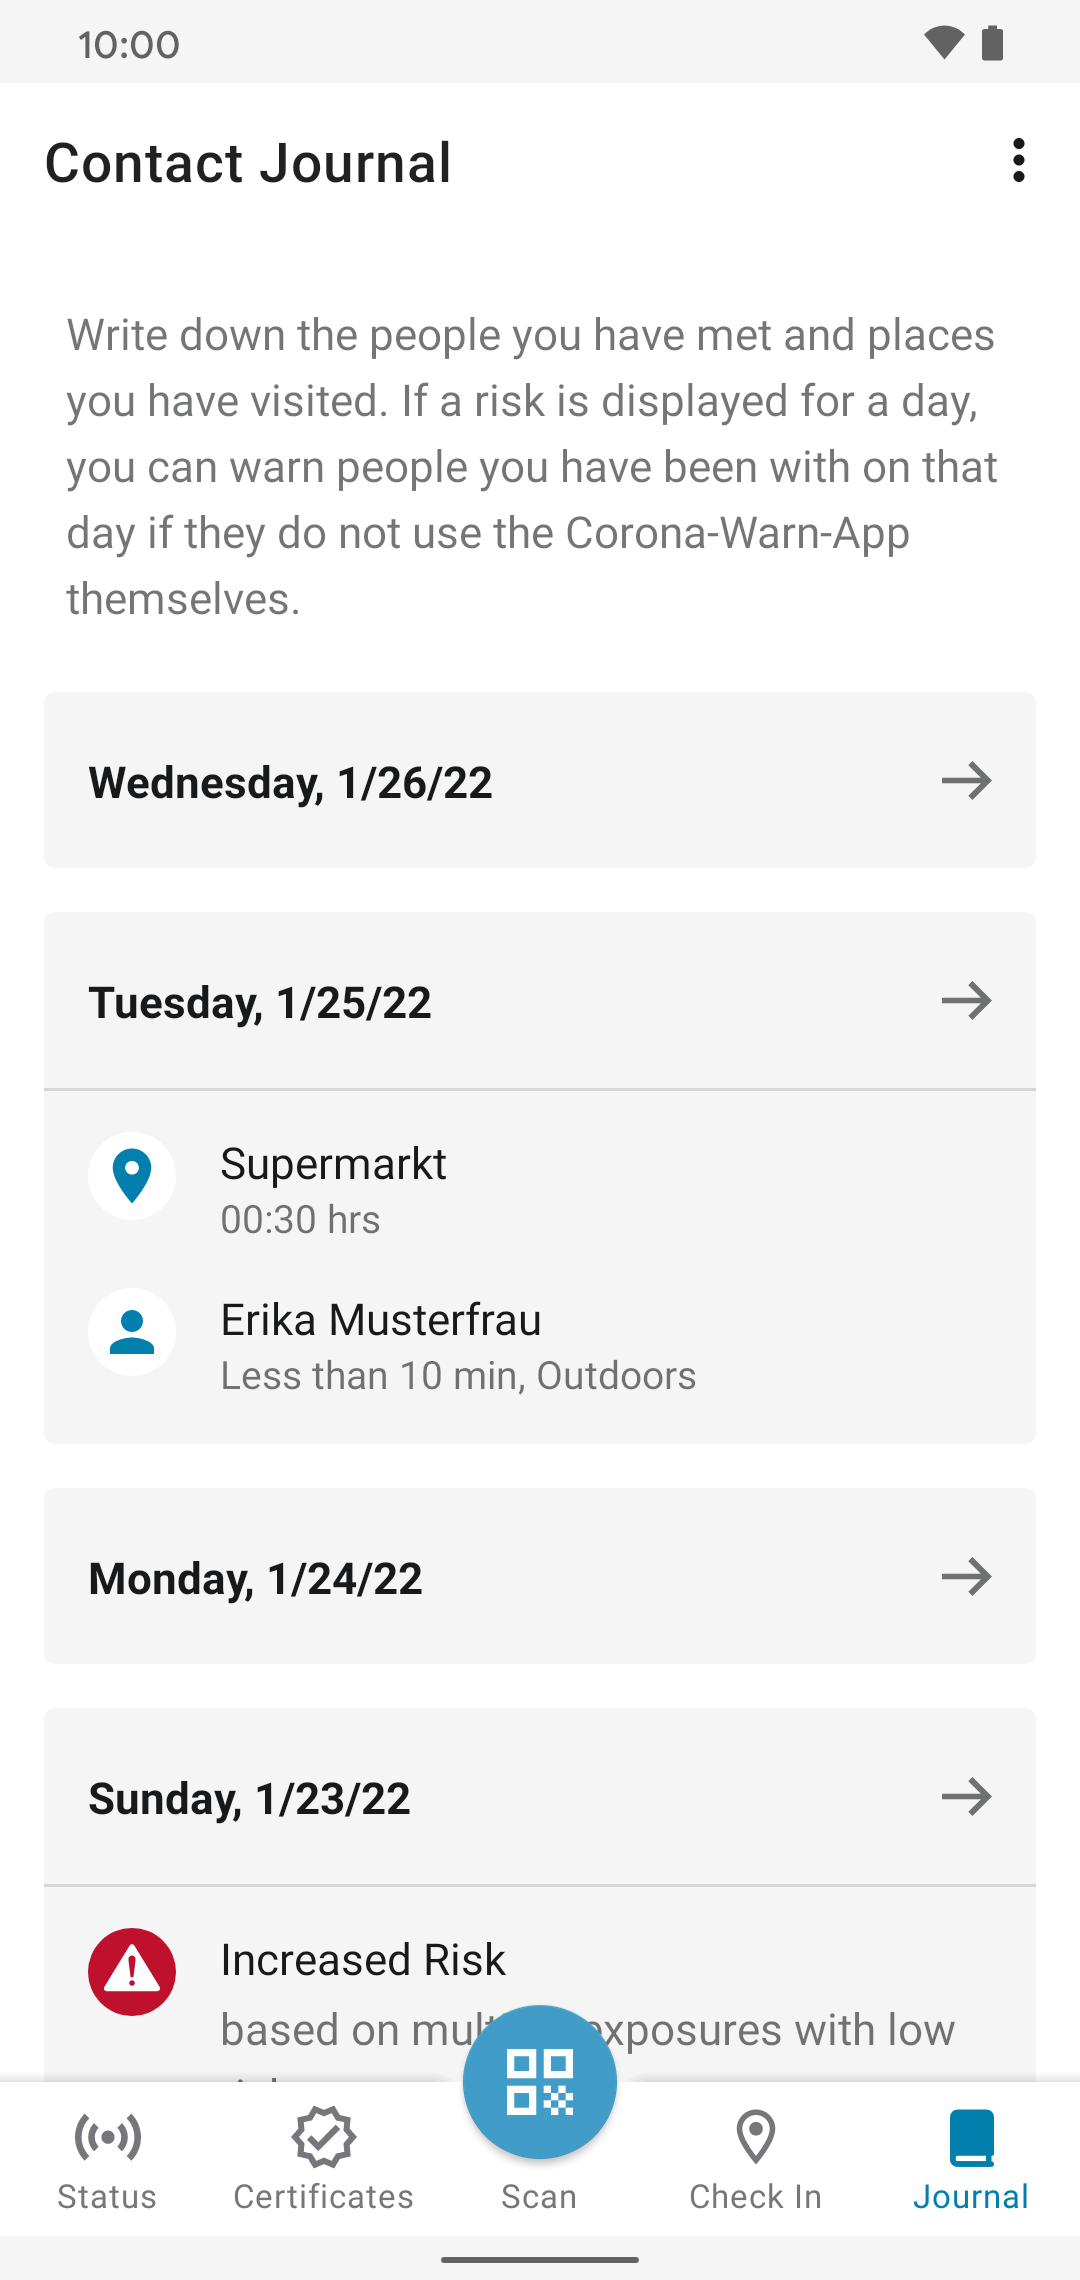 10:00
Contact Journal
Write down the people you have met and places
you have visited. If a risk is displayed for a day,
you can warn people you have been with on that
day if they do not use the Corona-Warn-App
themselves.
Wednesday, 1/26/22
Tuesday, 1/25/22
Supermarkt
00:30 hrs
Erika Musterfrau
Less than 10 min, Outdoors
Monday, 1/24/22
Sunday, 1/23/22
Increased Risk
based on exposures with low
Status
Certificates
Scan
Check In
Journal